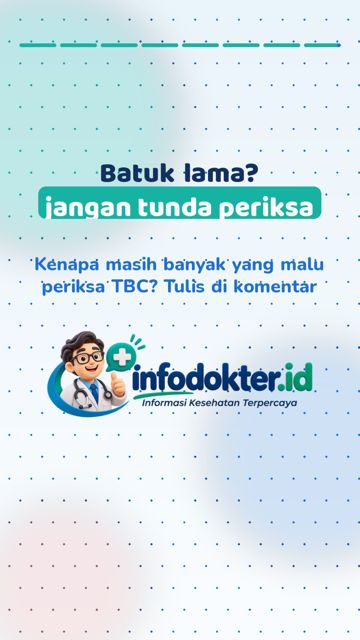 Batuk lama?
jangan tunda periksa
Kenapa masih banyak yang malu
periksa TBC? Tulis di komentar
infodokter.id
Informasi Kesehatan Terpercaya